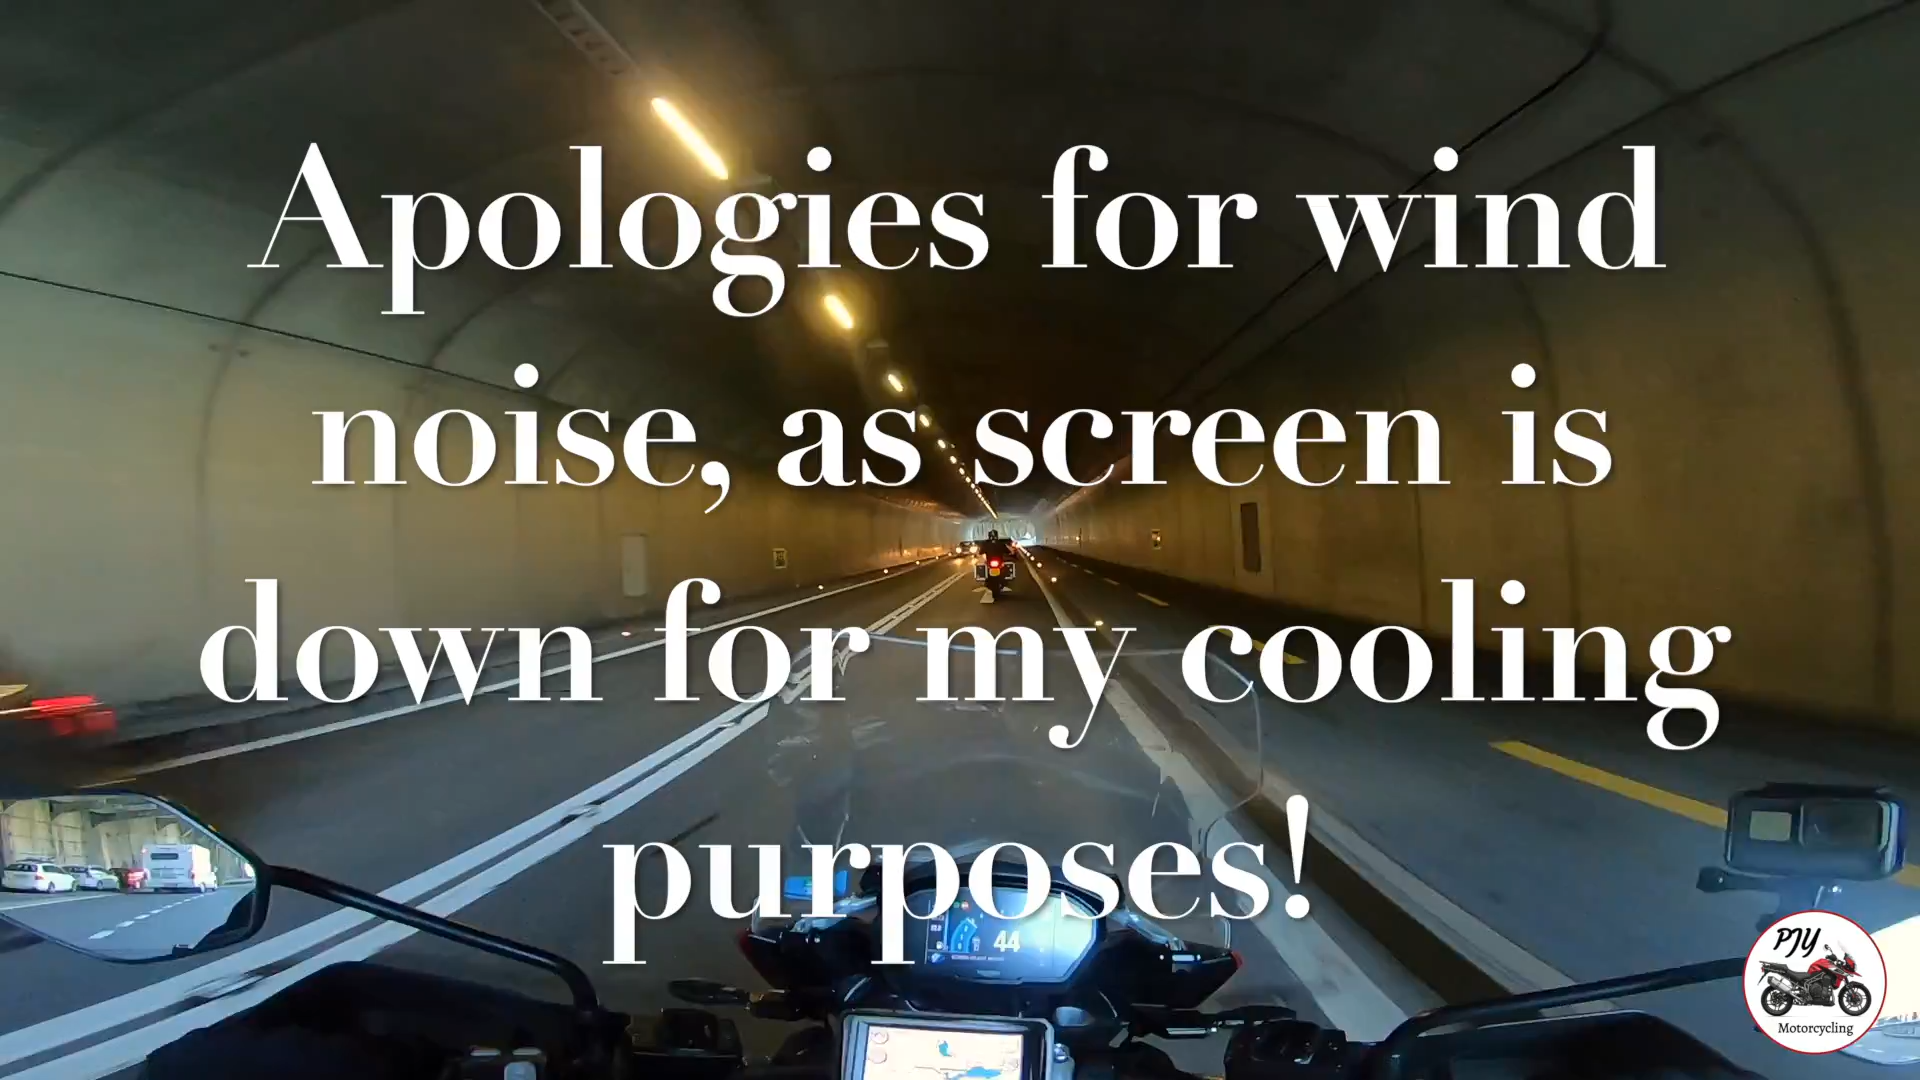 Apologies for wind
noise, as screen is
down for my cooling
purposes!
44
PJY
Motorcycling